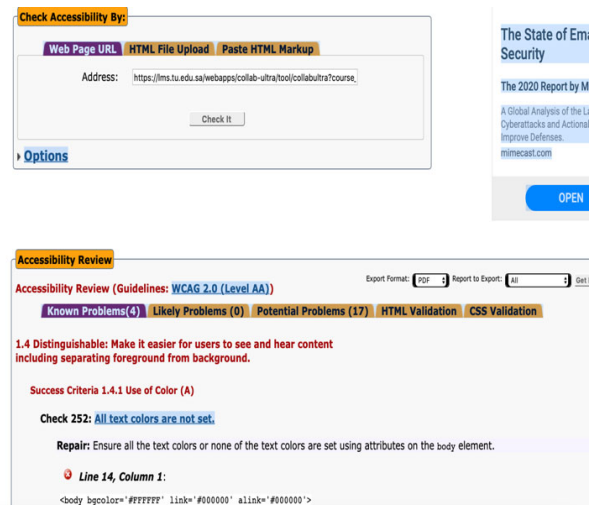 Check Accessibility By:
Web Page URL HTML File Upload Paste HTML Markup
Address: https://lms.tu.edu.sa/webapps/collab-ultra/tool/collabultra?course_
Check It
Options
The State of Ema
Security
The 2020 Report by M
A Global Analysis of the La
Cyberattacks and Actional
Improve Defenses.
mimecast.com
OPEN
Accessibility Review
Accessibility Review (Guidelines: WCAG 2.0 (Level AA))
Export Format: PDF Report to Export: All Get
Known Problems(4) Likely Problems (0) Potential Problems (17) HTML Validation CSS Validation
1.4 Distinguishable: Make it easier for users to see and hear content
including separating foreground from background.
Success Criteria 1.4.1 Use of Color (A)
Check 252: All text colors are not set.
Repair: Ensure all the text colors or none of the text colors are set using attributes on the body element.
Line 14, Column 1:
<body bgcolor='#FFFFFF' link='#000000' alink='#000000'>